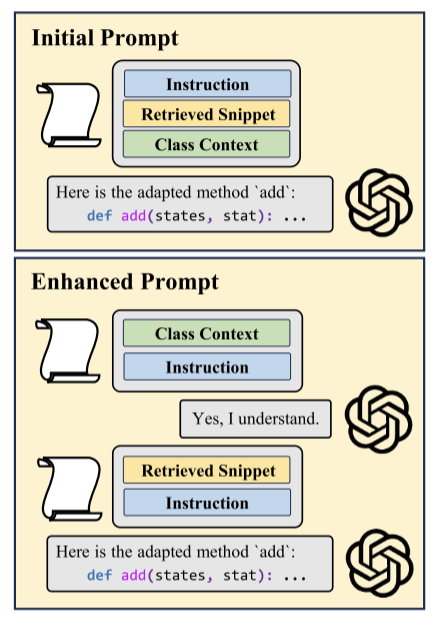 Initial Prompt
Instruction
Retrieved Snippet
Class Context
Here is the adapted method `add`:
def add(states, stat): ...
Enhanced Prompt
Class Context
Instruction
Yes, I understand.
Retrieved Snippet
Instruction
Here is the adapted method `add`:
def add(states, stat): ...